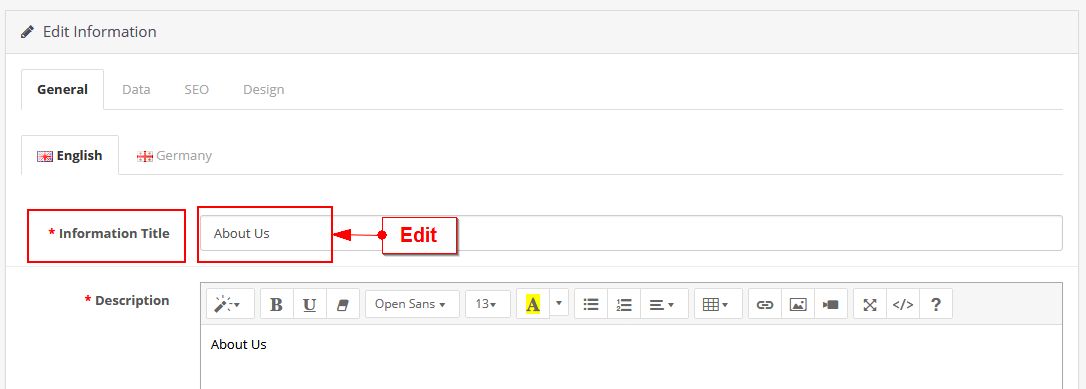 Edit Information
General Data SEO Design
English Germany
* Information Title About Us Edit
* Description B U Open Sans 13 A </> ?
About Us